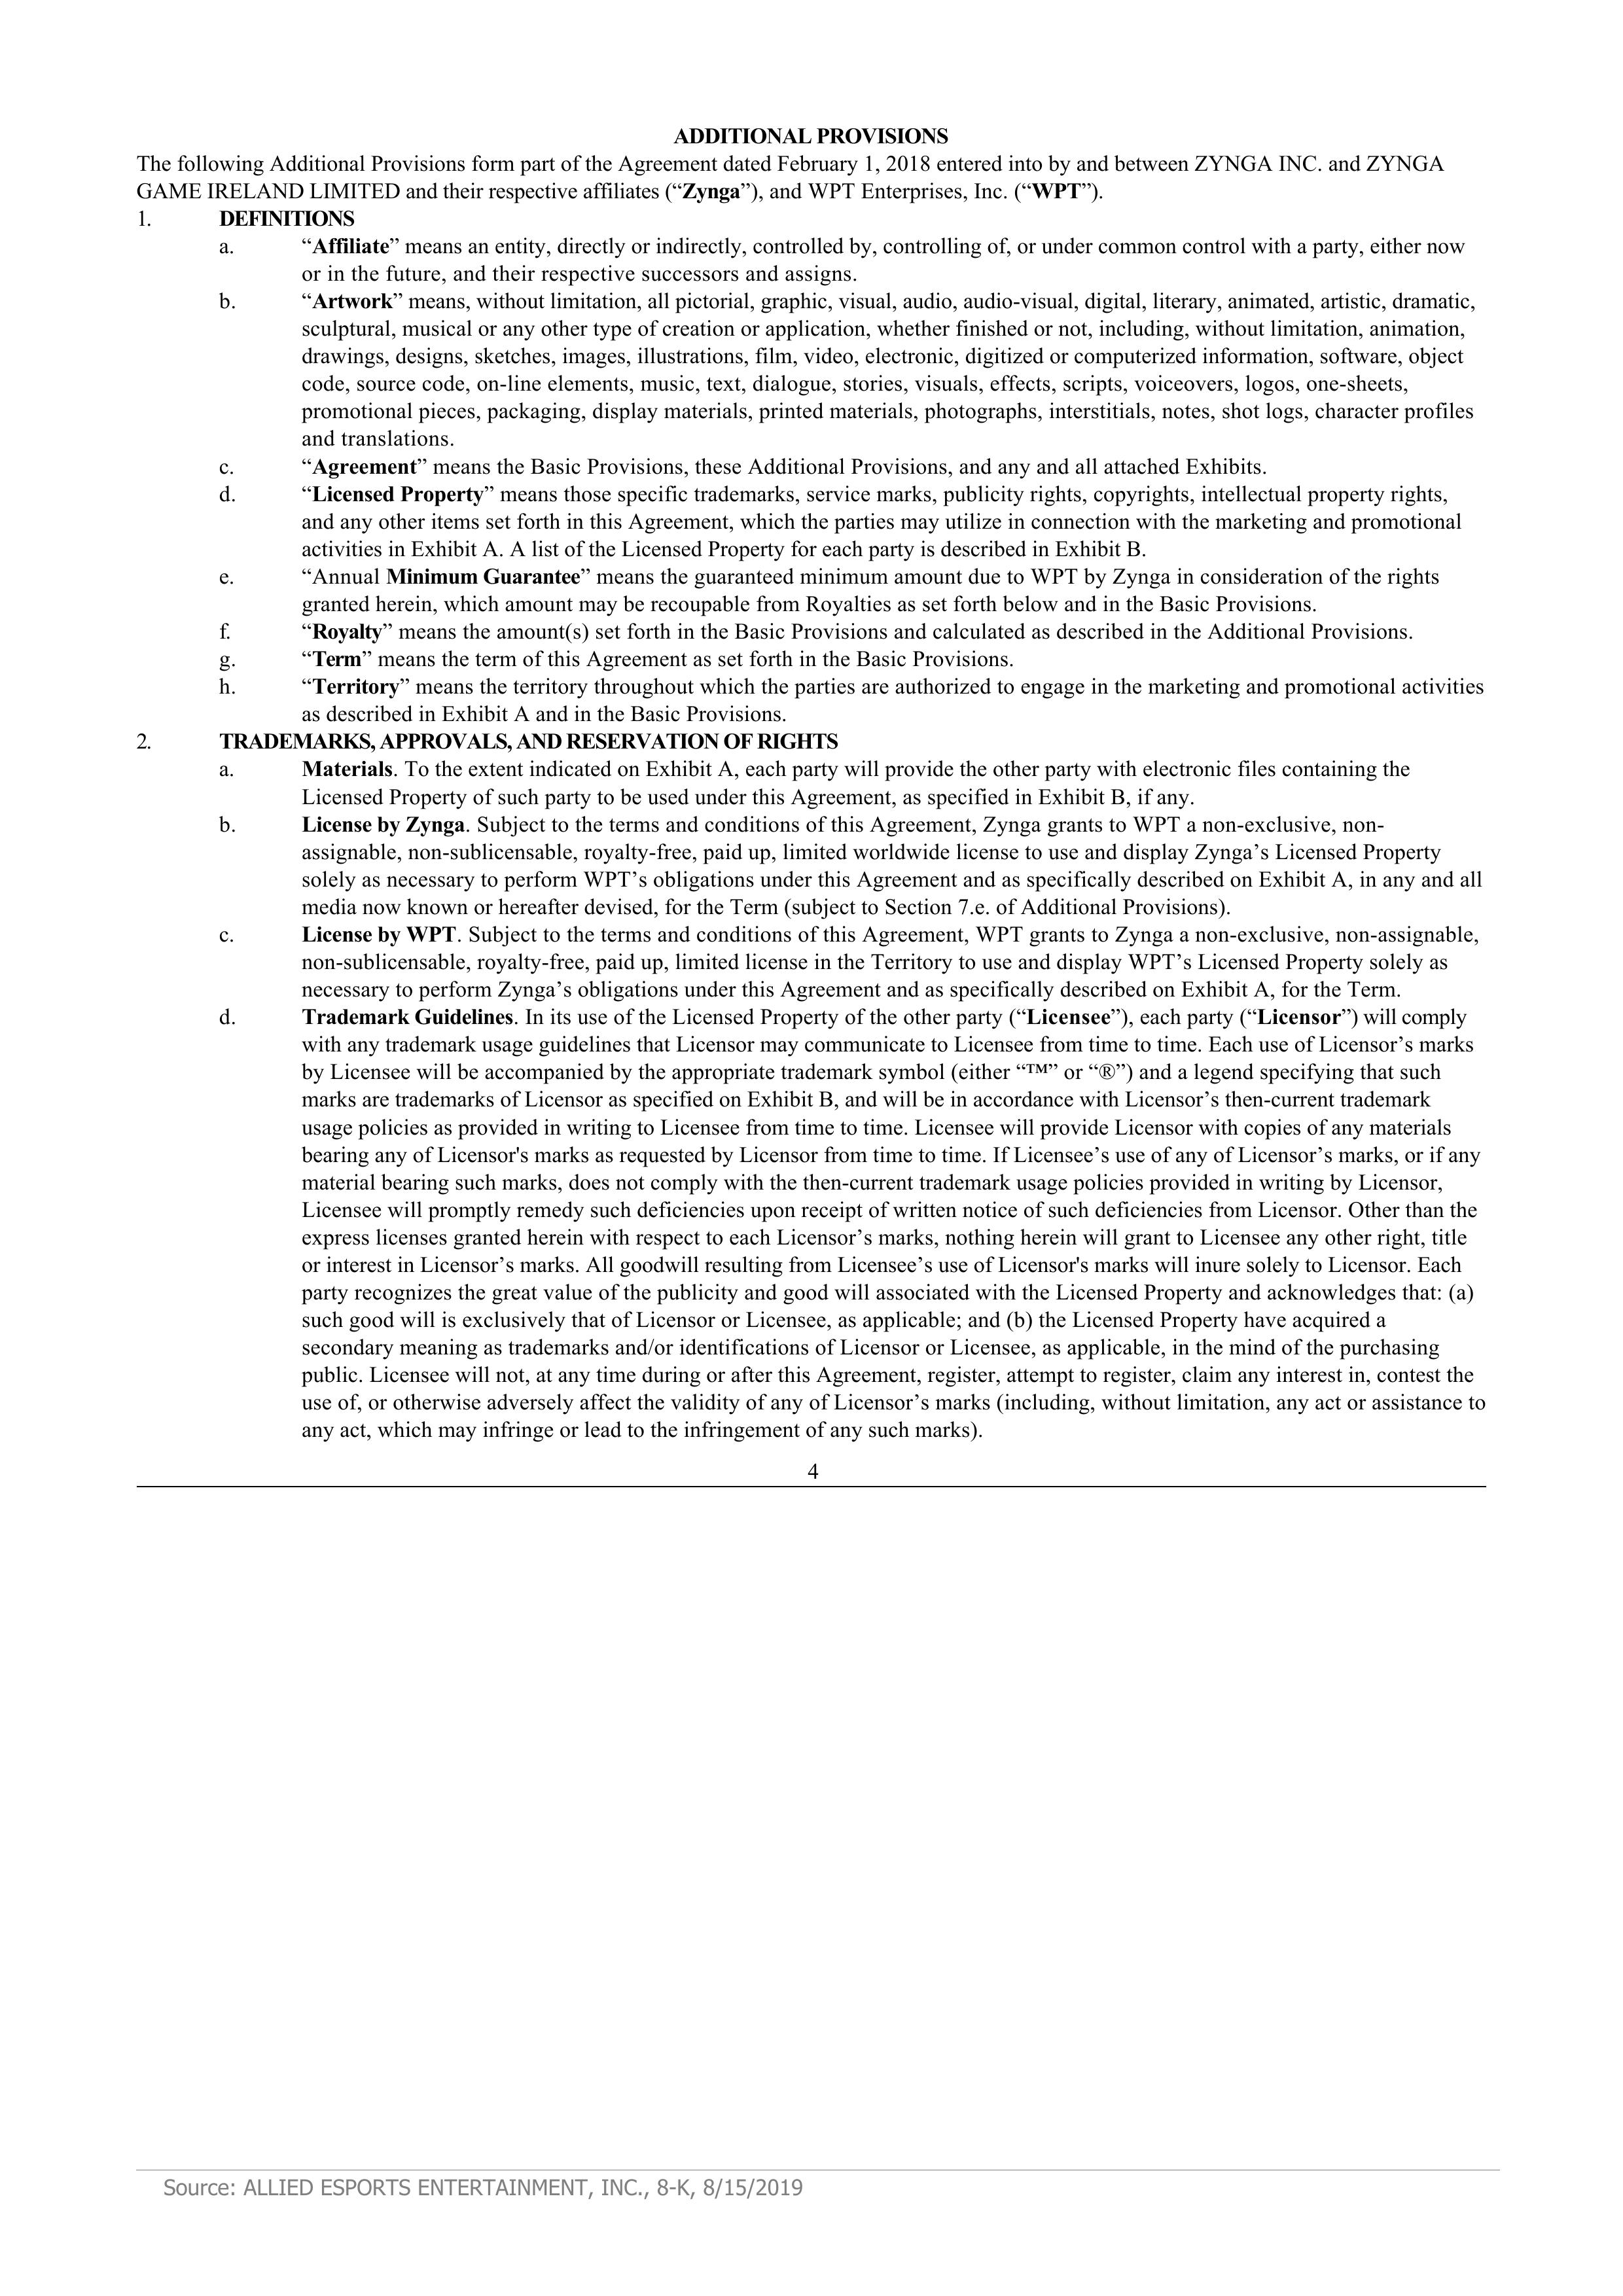 ADDITIONAL PROVISIONS
The following Additional Provisions form part of the Agreement dated February 1, 2018 entered into by and between ZYNGA INC. and ZYNGA
GAME IRELAND LIMITED and their respective affiliates (“Zynga”), and WPT Enterprises, Inc. (“WPT”).
1. DEFINITIONS
a. “Affiliate” means an entity, directly or indirectly, controlled by, controlling of, or under common control with a party, either now
or in the future, and their respective successors and assigns.
b. “Artwork” means, without limitation, all pictorial, graphic, visual, audio, audio-visual, digital, literary, animated, artistic, dramatic,
sculptural, musical or any other type of creation or application, whether finished or not, including, without limitation, animation,
drawings, designs, sketches, images, illustrations, film, video, electronic, digitized or computerized information, software, object
code, source code, on-line elements, music, text, dialogue, stories, visuals, effects, scripts, voiceovers, logos, one-sheets,
promotional pieces, packaging, display materials, printed materials, photographs, interstitials, notes, shot logs, character profiles
and translations.
c. “Agreement” means the Basic Provisions, these Additional Provisions, and any and all attached Exhibits.
d. “Licensed Property” means those specific trademarks, service marks, publicity rights, copyrights, intellectual property rights,
and any other items set forth in this Agreement, which the parties may utilize in connection with the marketing and promotional
activities in Exhibit A. A list of the Licensed Property for each party is described in Exhibit B.
e. “Annual Minimum Guarantee” means the guaranteed minimum amount due to WPT by Zynga in consideration of the rights
granted herein, which amount may be recoupable from Royalties as set forth below and in the Basic Provisions.
f. “Royalty” means the amount(s) set forth in the Basic Provisions and calculated as described in the Additional Provisions.
g. “Term” means the term of this Agreement as set forth in the Basic Provisions.
h. “Territory” means the territory throughout which the parties are authorized to engage in the marketing and promotional activities
as described in Exhibit A and in the Basic Provisions.
2. TRADEMARKS, APPROVALS, AND RESERVATION OF RIGHTS
a. Materials. To the extent indicated on Exhibit A, each party will provide the other party with electronic files containing the
Licensed Property of such party to be used under this Agreement, as specified in Exhibit B, if any.
b. License by Zynga. Subject to the terms and conditions of this Agreement, Zynga grants to WPT a non-exclusive, non-
assignable, non-sublicensable, royalty-free, paid up, limited worldwide license to use and display Zynga’s Licensed Property
solely as necessary to perform WPT’s obligations under this Agreement and as specifically described on Exhibit A, in any and all
media now known or hereafter devised, for the Term (subject to Section 7.e. of Additional Provisions).
c. License by WPT. Subject to the terms and conditions of this Agreement, WPT grants to Zynga a non-exclusive, non-assignable,
non-sublicensable, royalty-free, paid up, limited license in the Territory to use and display WPT’s Licensed Property solely as
necessary to perform Zynga’s obligations under this Agreement and as specifically described on Exhibit A, for the Term.
d. Trademark Guidelines. In its use of the Licensed Property of the other party (“Licensee”), each party (“Licensor”) will comply
with any trademark usage guidelines that Licensor may communicate to Licensee from time to time. Each use of Licensor’s marks
by Licensee will be accompanied by the appropriate trademark symbol (either “™” or “®”) and a legend specifying that such
marks are trademarks of Licensor as specified on Exhibit B, and will be in accordance with Licensor’s then-current trademark
usage policies as provided in writing to Licensee from time to time. Licensee will provide Licensor with copies of any materials
bearing any of Licensor's marks as requested by Licensor from time to time. If Licensee’s use of any of Licensor’s marks, or if any
material bearing such marks, does not comply with the then-current trademark usage policies provided in writing by Licensor,
Licensee will promptly remedy such deficiencies upon receipt of written notice of such deficiencies from Licensor. Other than the
express licenses granted herein with respect to each Licensor’s marks, nothing herein will grant to Licensee any other right, title
or interest in Licensor’s marks. All goodwill resulting from Licensee’s use of Licensor's marks will inure solely to Licensor. Each
party recognizes the great value of the publicity and good will associated with the Licensed Property and acknowledges that: (a)
such good will is exclusively that of Licensor or Licensee, as applicable; and (b) the Licensed Property have acquired a
secondary meaning as trademarks and/or identifications of Licensor or Licensee, as applicable, in the mind of the purchasing
public. Licensee will not, at any time during or after this Agreement, register, attempt to register, claim any interest in, contest the
use of, or otherwise adversely affect the validity of any of Licensor’s marks (including, without limitation, any act or assistance to
any act, which may infringe or lead to the infringement of any such marks).
4
Source: ALLIED ESPORTS ENTERTAINMENT, INC., 8-K, 8/15/2019